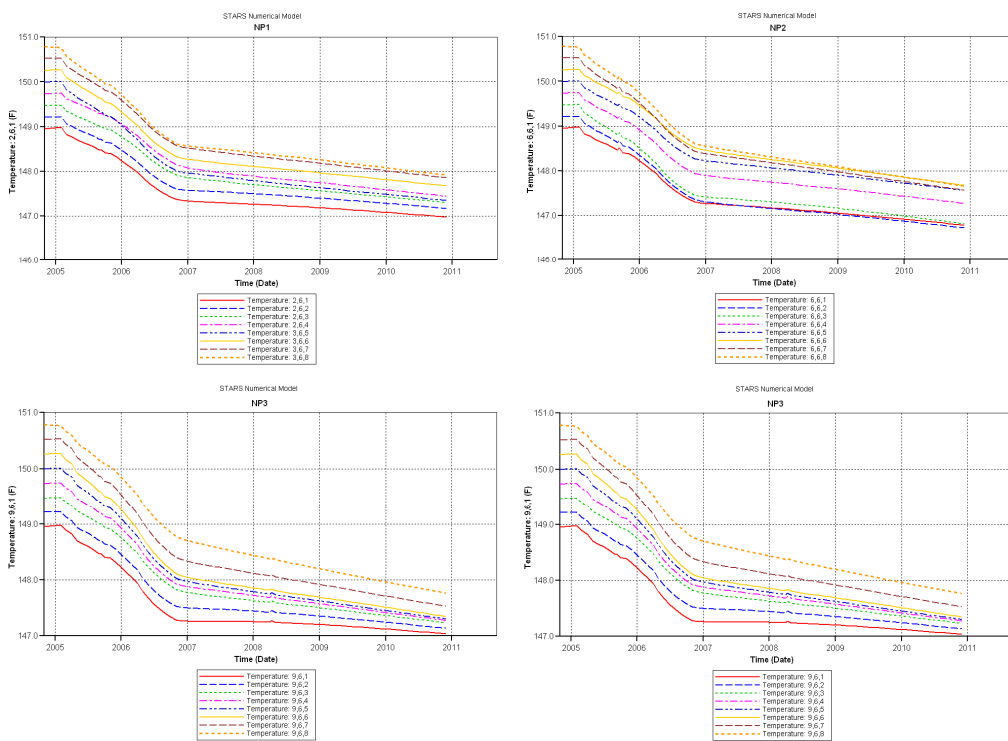 STARS Numerical Model
NP1
Temperature: 2,6,1 (F)
151.0
150.0
149.0
148.0
147.0
146.0
2005
2006
2007
2008
2009
2010
2011
Time (Date)
Temperature: 2,6,1
Temperature: 2,6,2
Temperature: 2,6,3
Temperature: 2,6,4
Temperature: 3,6,5
Temperature: 3,6,6
Temperature: 3,6,7
Temperature: 3,6,8
STARS Numerical Model
NP2
Temperature: 6,6,1 (F)
151.0
150.0
149.0
148.0
147.0
146.0
2005
2006
2007
2008
2009
2010
2011
Time (Date)
Temperature: 6,6,1
Temperature: 6,6,2
Temperature: 6,6,3
Temperature: 6,6,4
Temperature: 6,6,5
Temperature: 6,6,6
Temperature: 6,6,7
Temperature: 6,6,8
STARS Numerical Model
NP3
Temperature: 9,6,1 (F)
151.0
150.0
149.0
148.0
147.0
2005
2006
2007
2008
2009
2010
2011
Time (Date)
Temperature: 9,6,1
Temperature: 9,6,2
Temperature: 9,6,3
Temperature: 9,6,4
Temperature: 9,6,5
Temperature: 9,6,6
Temperature: 9,6,7
Temperature: 9,6,8
STARS Numerical Model
NP3
Temperature: 9,6,1 (F)
151.0
150.0
149.0
148.0
147.0
2005
2006
2007
2008
2009
2010
2011
Time (Date)
Temperature: 9,6,1
Temperature: 9,6,2
Temperature: 9,6,3
Temperature: 9,6,4
Temperature: 9,6,5
Temperature: 9,6,6
Temperature: 9,6,7
Temperature: 9,6,8